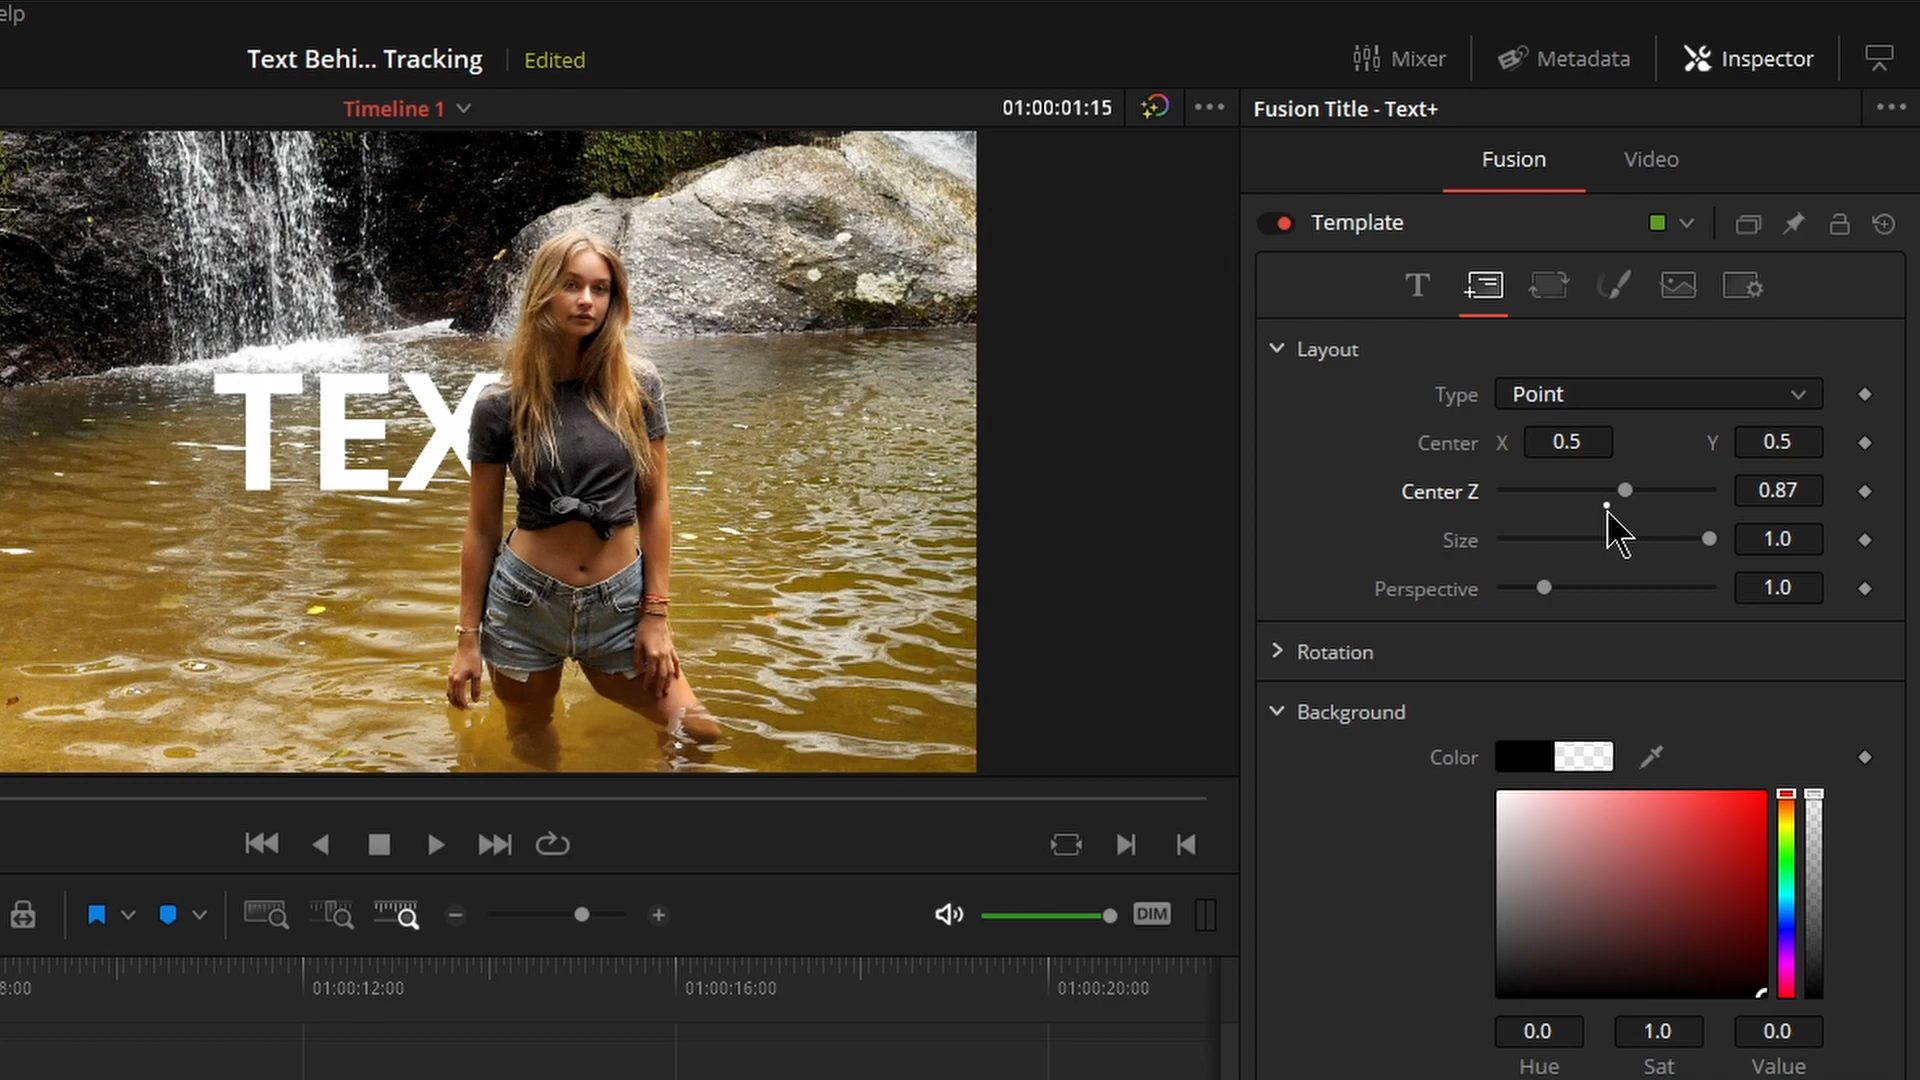 elp
Text Behi... Tracking
Edited
Mixer
Metadata
Inspector
Timeline 1
01:00:01:15
Fusion Title - Text+
Fusion
Video
Template
T
TEX
Layout
Type
Point
Center
X
0.5
Y
0.5
Center Z
0.87
Size
1.0
Perspective
1.0
Rotation
Background
Color
DIM
8:00
01:00:12:00
01:00:16:00
01:00:20:00
0.0
1.0
0.0
Hue
Sat
Value